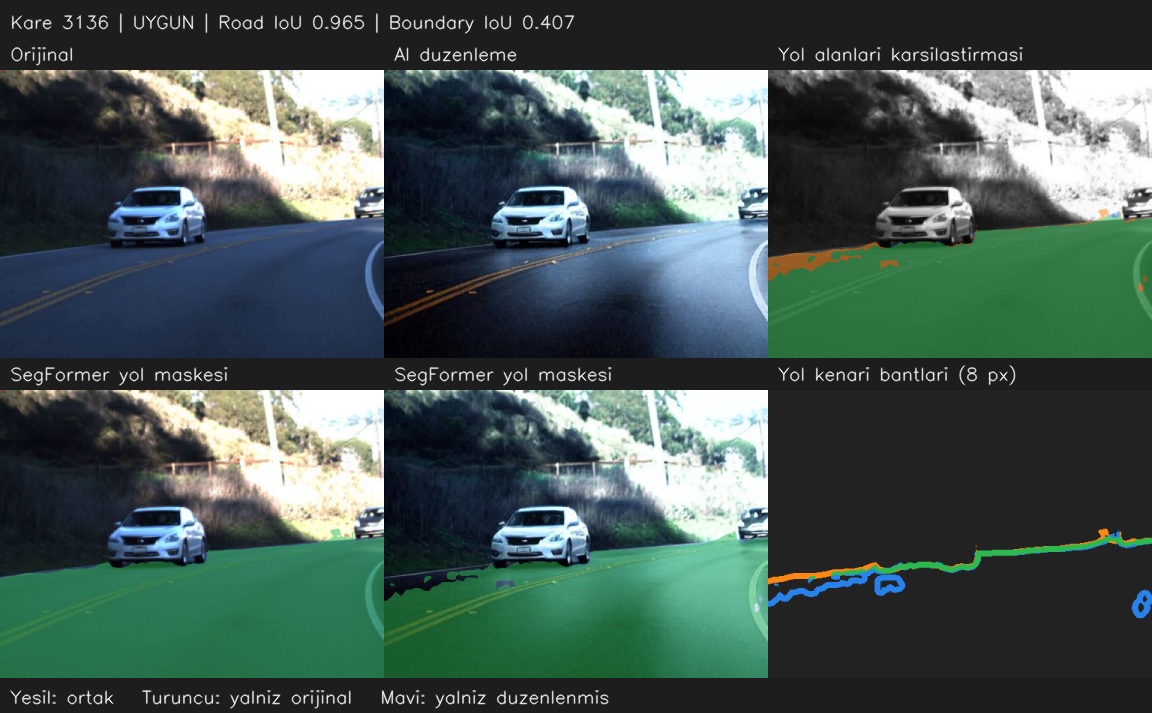 Kare 3136 | UYGUN | Road IoU 0.965 | Boundary IoU 0.407
Orijinal
AI duzenleme
Yol alanlari karsilastirmasi
SegFormer yol maskesi
SegFormer yol maskesi
Yol kenari bantlari (8 px)
Yesil: ortak Turuncu: yalniz orijinal Mavi: yalniz duzenlenmis